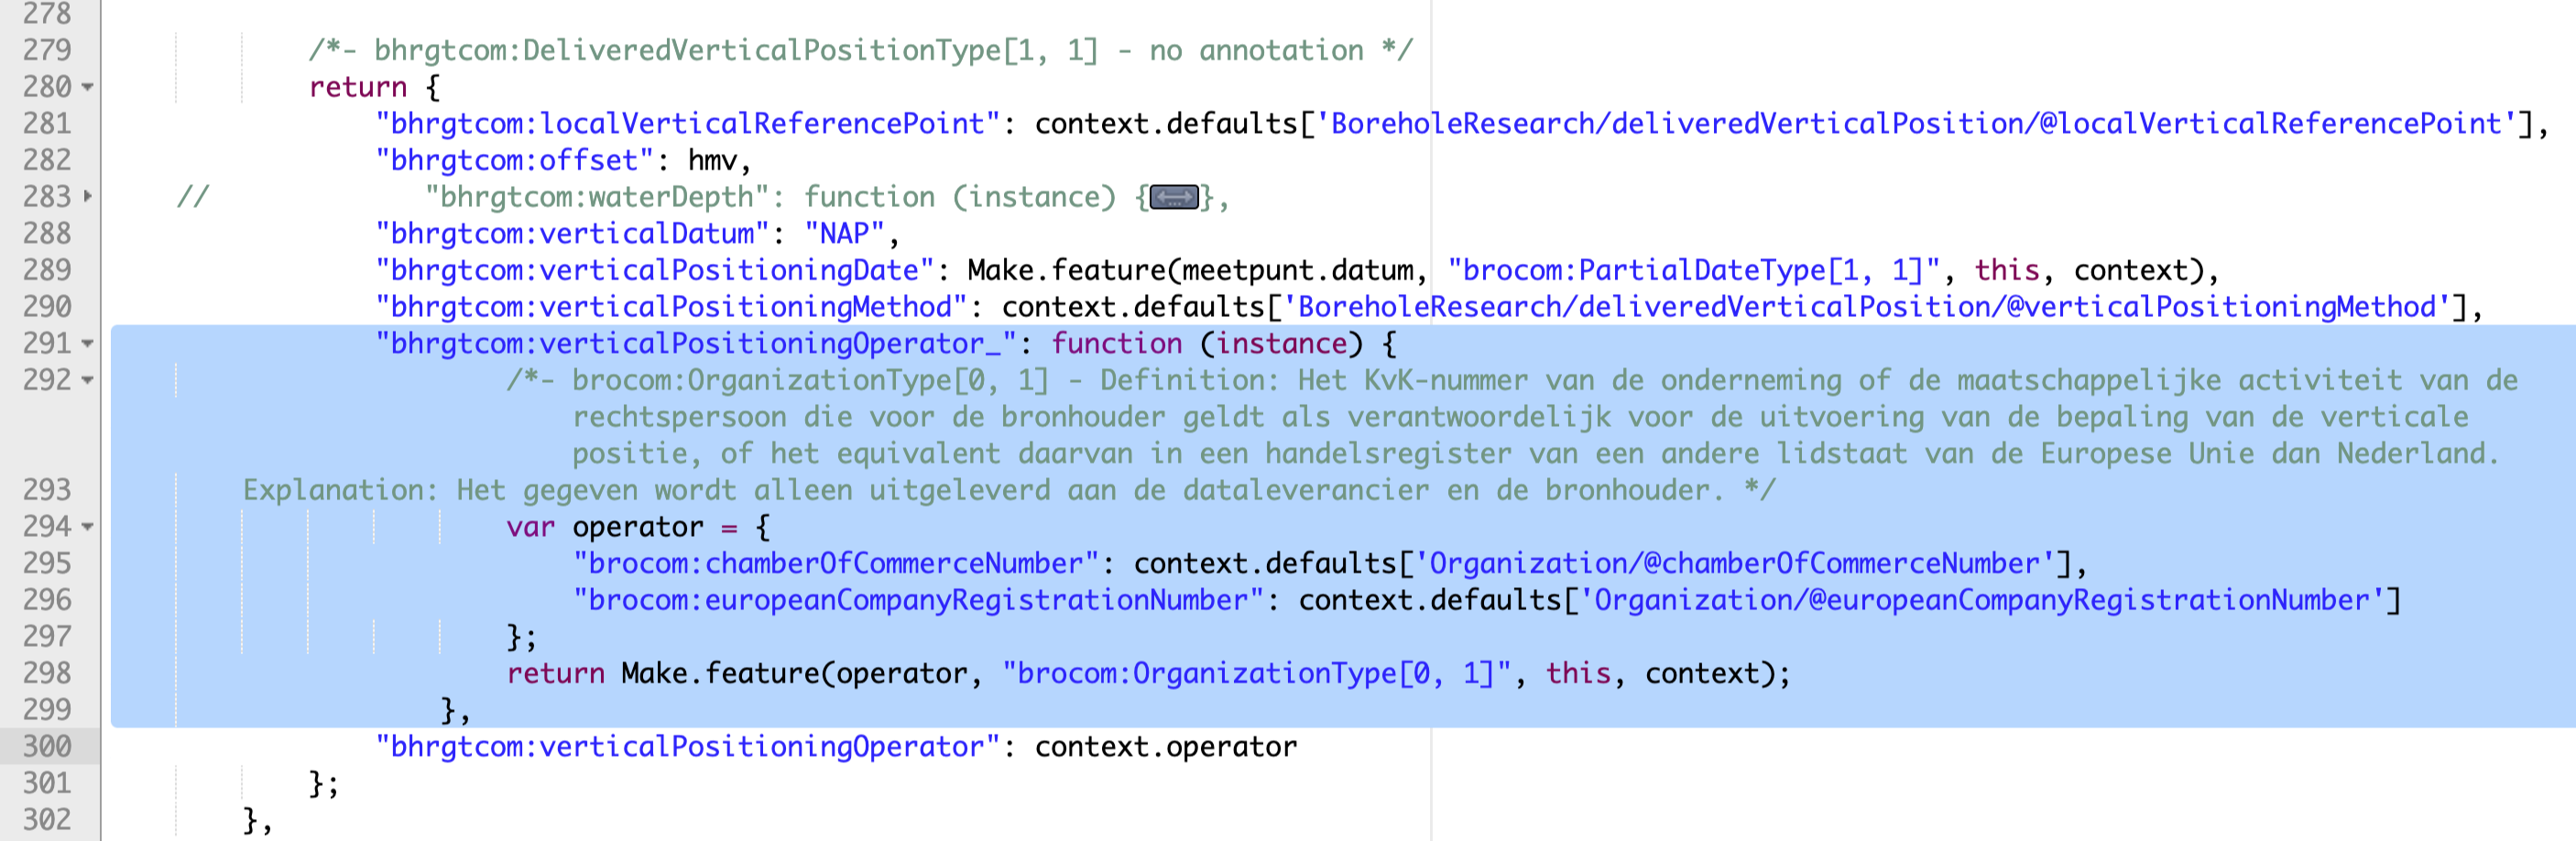 278
279 /*- bhrgtcom:DeliveredVerticalPositionType[1, 1] - no annotation */
280 return {
281 "bhrgtcom:localVerticalReferencePoint": context.defaults['BoreholeResearch/deliveredVerticalPosition/@localVerticalReferencePoint'],
282 "bhrgtcom:offset": hmv,
283 // "bhrgtcom:waterDepth": function (instance) {<...>},
288 "bhrgtcom:verticalDatum": "NAP",
289 "bhrgtcom:verticalPositioningDate": Make.feature(meetpunt.datum, "brocom:PartialDateType[1, 1]", this, context),
290 "bhrgtcom:verticalPositioningMethod": context.defaults['BoreholeResearch/deliveredVerticalPosition/@verticalPositioningMethod'],
291 "bhrgtcom:verticalPositioningOperator_": function (instance) {
292 /*- brocom:OrganizationType[0, 1] - Definition: Het KvK-nummer van de onderneming of de maatschappelijke activiteit van de
rechtspersoon die voor de bronhouder geldt als verantwoordelijk voor de uitvoering van de bepaling van de verticale
positie, of het equivalent daarvan in een handelsregister van een andere lidstaat van de Europese Unie dan Nederland.
293 Explanation: Het gegeven wordt alleen uitgeleverd aan de dataleverancier en de bronhouder. */
294 var operator = {
295 "brocom:chamberOfCommerceNumber": context.defaults['Organization/@chamberOfCommerceNumber'],
296 "brocom:europeanCompanyRegistrationNumber": context.defaults['Organization/@europeanCompanyRegistrationNumber']
297 };
298 return Make.feature(operator, "brocom:OrganizationType[0, 1]", this, context);
299 },
300 "bhrgtcom:verticalPositioningOperator": context.operator
301 };
302 },